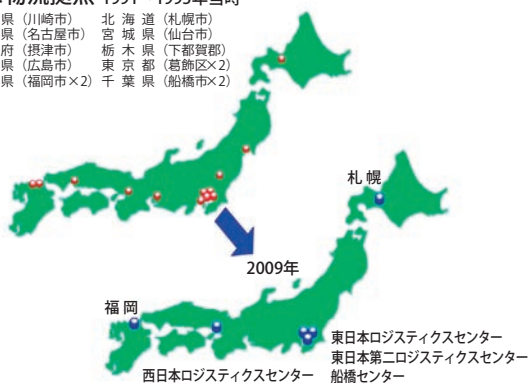 物流拠点 1991〜1995年当時
県（川崎市） 北 海 道（札幌市）
県（名古屋市） 宮 城 県（仙台市）
府（摂津市） 栃 木 県（下都賀郡）
県（広島市） 東 京 都（葛飾区×2）
県（福岡市×2） 千 葉 県（船橋市×2）
札 幌
2009年
福 岡
東日本ロジスティクスセンター
東日本第二ロジスティクスセンター
西日本ロジスティクスセンター 船橋センター